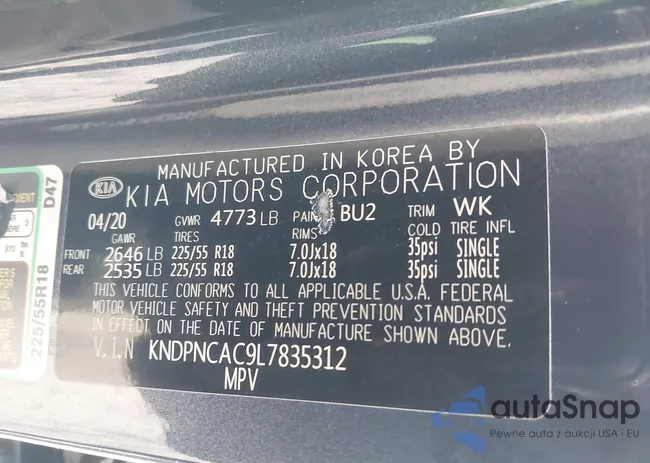 MANUFACTURED IN KOREA BY
KIA KIA MOTORS CORPORATION
04/20 GVWR 4773 LB PAINT BU2 TRIM WK
GAWR TIRES RIMS COLD TIRE INFL
FRONT 2646 LB 225/55 R18 7.0Jx18 35psi SINGLE
REAR 2535 LB 225/55 R18 7.0Jx18 35psi SINGLE
THIS VEHICLE CONFORMS TO ALL APPLICABLE U.S.A. FEDERAL
MOTOR VEHICLE SAFETY AND THEFT PREVENTION STANDARDS
IN EFFECT ON THE DATE OF MANUFACTURE SHOWN ABOVE.
V.I.N KNDPNCAC9L7835312
MPV
D47
225/55R18
autaSnap
Pewne auta z aukcji USA i EU